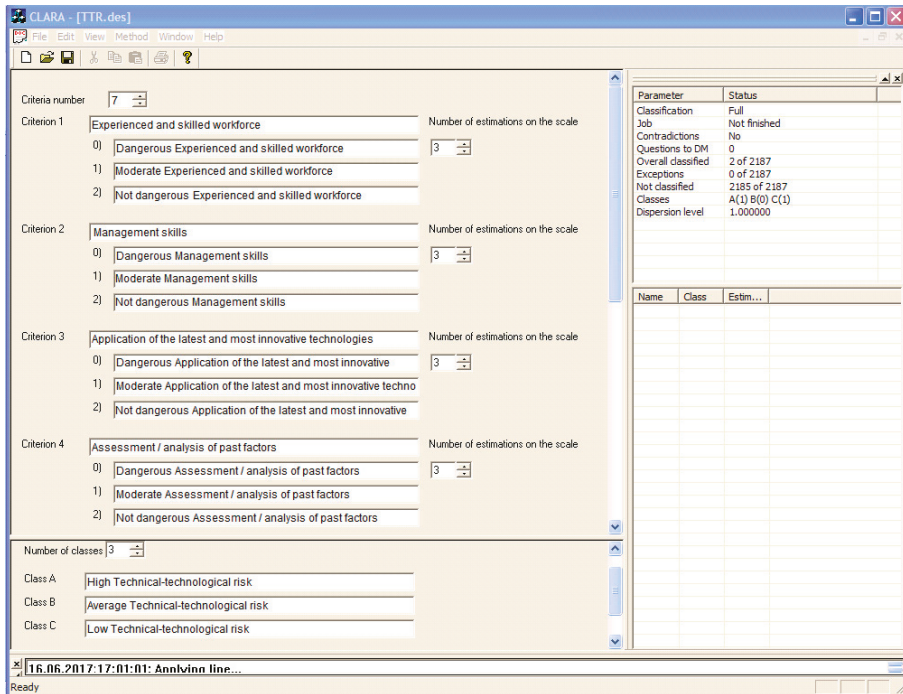 CLARA - [TTR.des]
File Edit View Method Window Help
Criteria number 7
Criterion 1 Experienced and skilled workforce Number of estimations on the scale
0) Dangerous Experienced and skilled workforce 3
1) Moderate Experienced and skilled workforce
2) Not dangerous Experienced and skilled workforce
Criterion 2 Management skills Number of estimations on the scale
0) Dangerous Management skills 3
1) Moderate Management skills
2) Not dangerous Management skills
Criterion 3 Application of the latest and most innovative technologies Number of estimations on the scale
0) Dangerous Application of the latest and most innovative 3
1) Moderate Application of the latest and most innovative techno
2) Not dangerous Application of the latest and most innovative
Criterion 4 Assessment / analysis of past factors Number of estimations on the scale
0) Dangerous Assessment / analysis of past factors 3
1) Moderate Assessment / analysis of past factors
2) Not dangerous Assessment / analysis of past factors
Number of classes 3
Class A High Technical-technological risk
Class B Average Technical-technological risk
Class C Low Technical-technological risk
Parameter Status
Classification Full
Job Not finished
Contradictions No
Questions to DM 0
Overall classified 2 of 2187
Exceptions 0 of 2187
Not classified 2185 of 2187
Classes A(1) B(0) C(1)
Dispersion level 1.000000
Name Class Estim...
16.06.2017:17:01:01: Applying line...
Ready